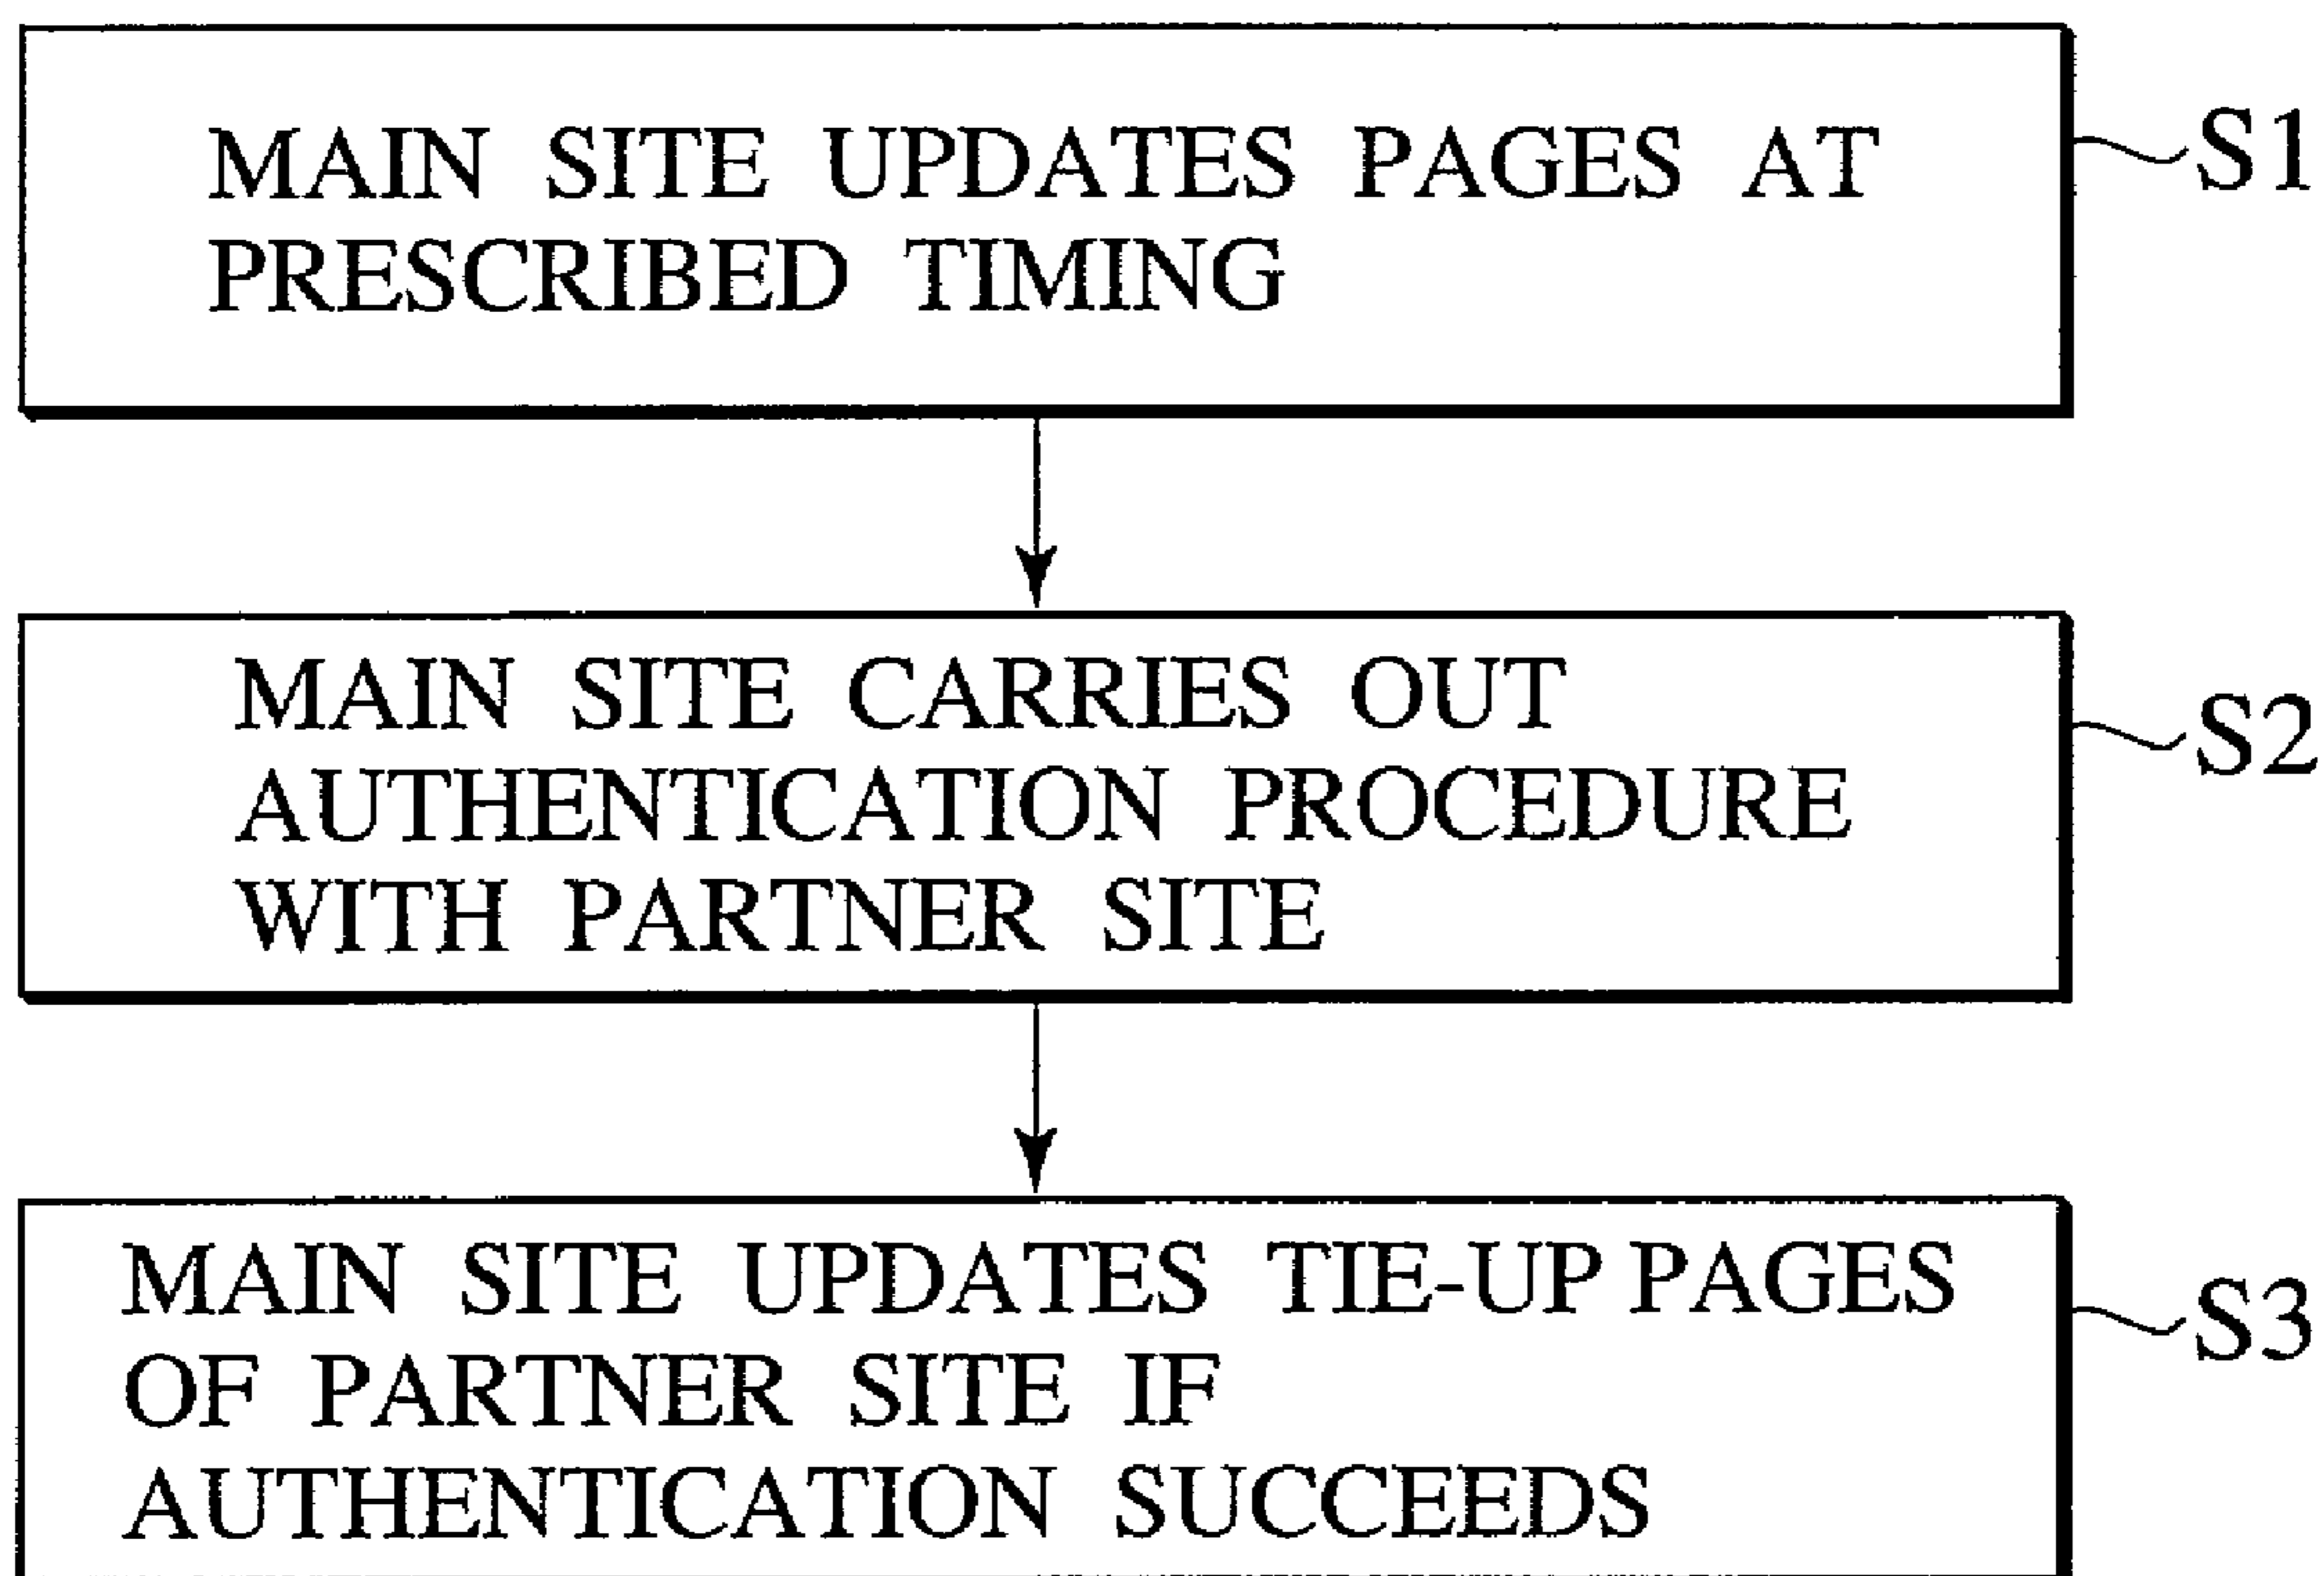 MAIN SITE UPDATES PAGES AT
PRESCRIBED TIMING
S1
MAIN SITE CARRIES OUT
AUTHENTICATION PROCEDURE
WITH PARTNER SITE
S2
MAIN SITE UPDATES TIE-UP PAGES
OF PARTNER SITE IF
AUTHENTICATION SUCCEEDS
S3